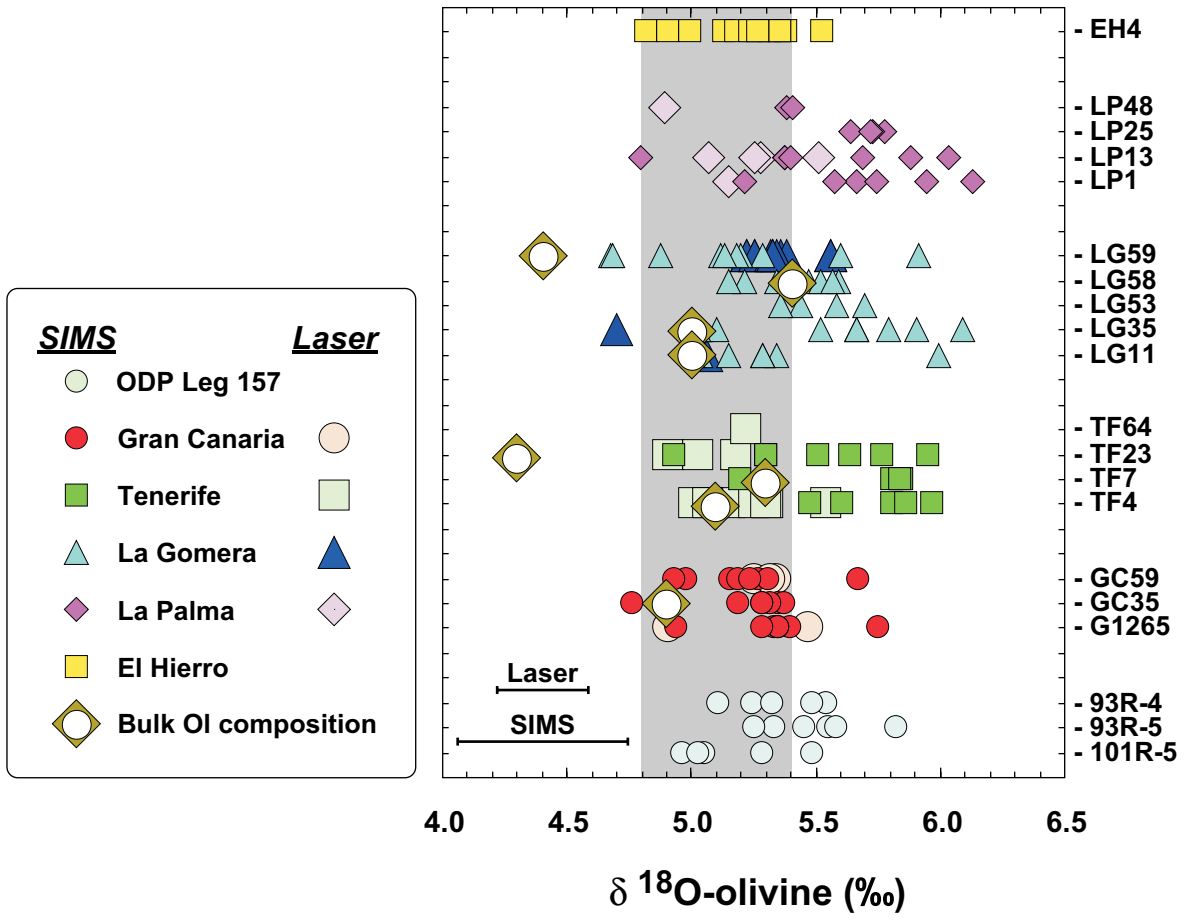 SIMS Laser
ODP Leg 157
Gran Canaria
Tenerife
La Gomera
La Palma
El Hierro
Bulk Ol composition
- EH4
- LP48
- LP25
- LP13
- LP1
- LG59
- LG58
- LG53
- LG35
- LG11
- TF64
- TF23
- TF7
- TF4
- GC59
- GC35
- G1265
- 93R-4
- 93R-5
- 101R-5
Laser
SIMS
4.0 4.5 5.0 5.5 6.0 6.5
δ 18O-olivine (‰)